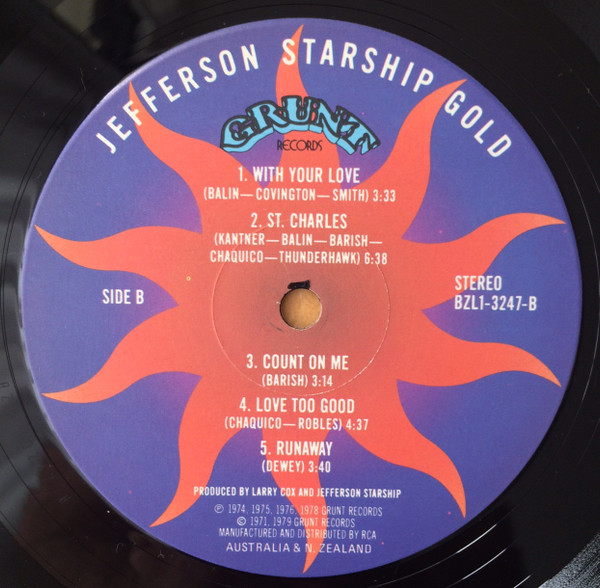 JEFFERSON STARSHIP GOLD
GRUNT
RECORDS
1. WITH YOUR LOVE
(BALIN—COVINGTON—SMITH) 3:33
2. ST. CHARLES
(KANTNER—BALIN—BARISH—
CHAQUICO—THUNDERHAWK) 6:38
SIDE B
STEREO
BZL1-3247-B
3. COUNT ON ME
(BARISH) 3:14
4. LOVE TOO GOOD
(CHAQUICO—ROBLES) 4:37
5. RUNAWAY
(DEWEY) 3:40
PRODUCED BY LARRY COX AND JEFFERSON STARSHIP
℗ 1974, 1975, 1976, 1978 GRUNT RECORDS
© 1971, 1979 GRUNT RECORDS
MANUFACTURED AND DISTRIBUTED BY RCA
AUSTRALIA & N. ZEALAND